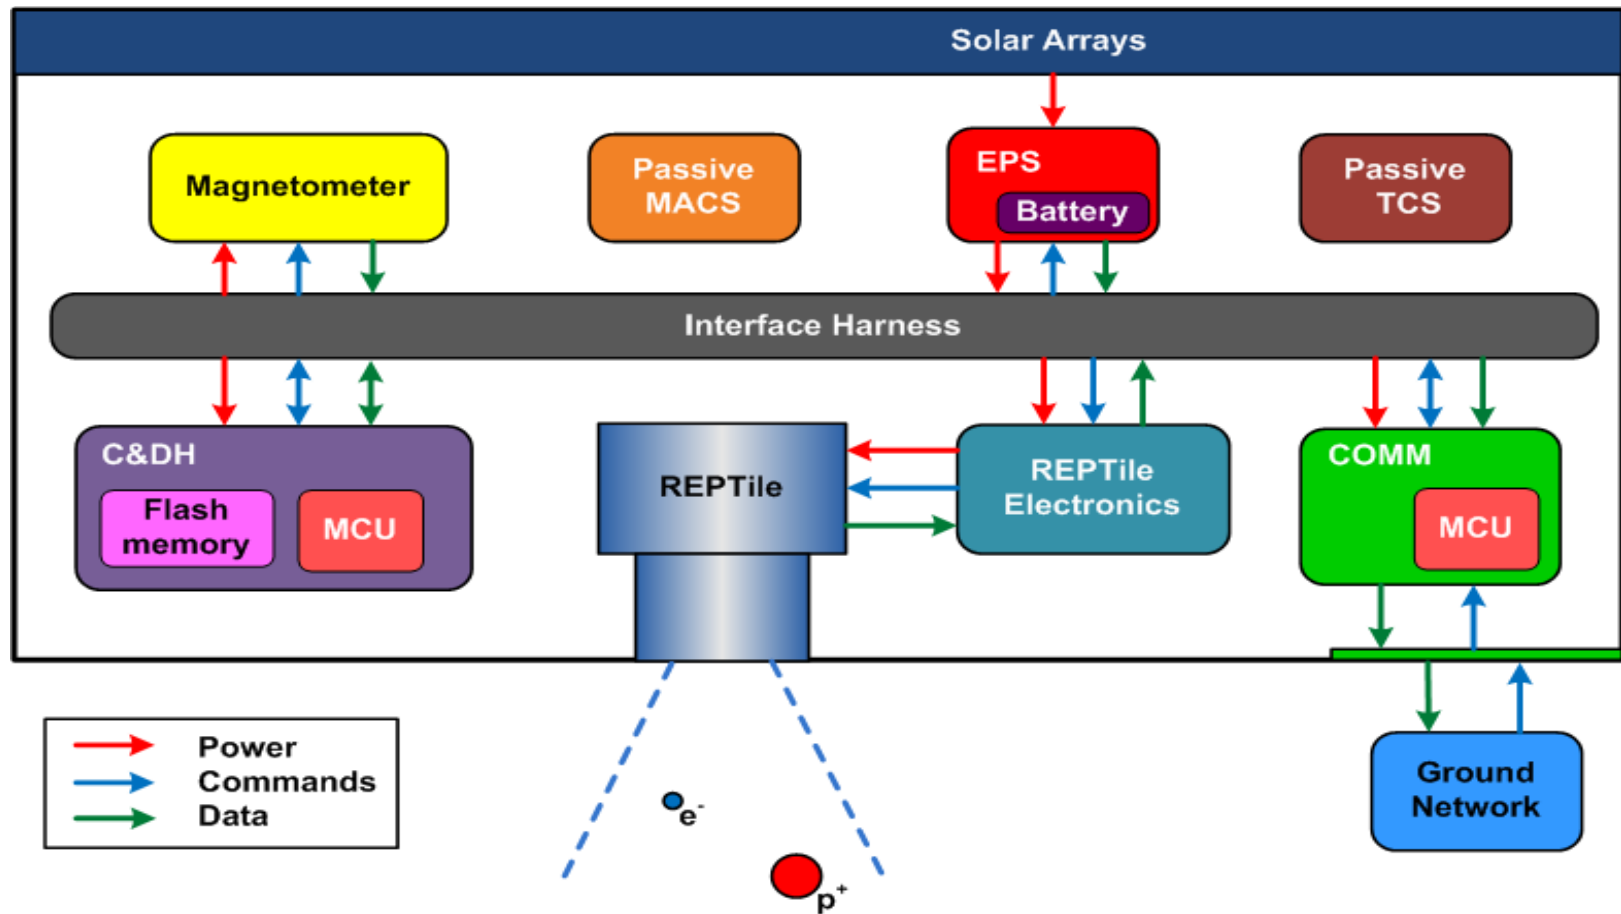 Solar Arrays
Magnetometer
Passive
MACS
EPS
Battery
Passive
TCS
Interface Harness
C&DH
Flash
memory
MCU
REPTile
REPTile
Electronics
COMM
MCU
Power
Commands
Data
e-
p+
Ground
Network